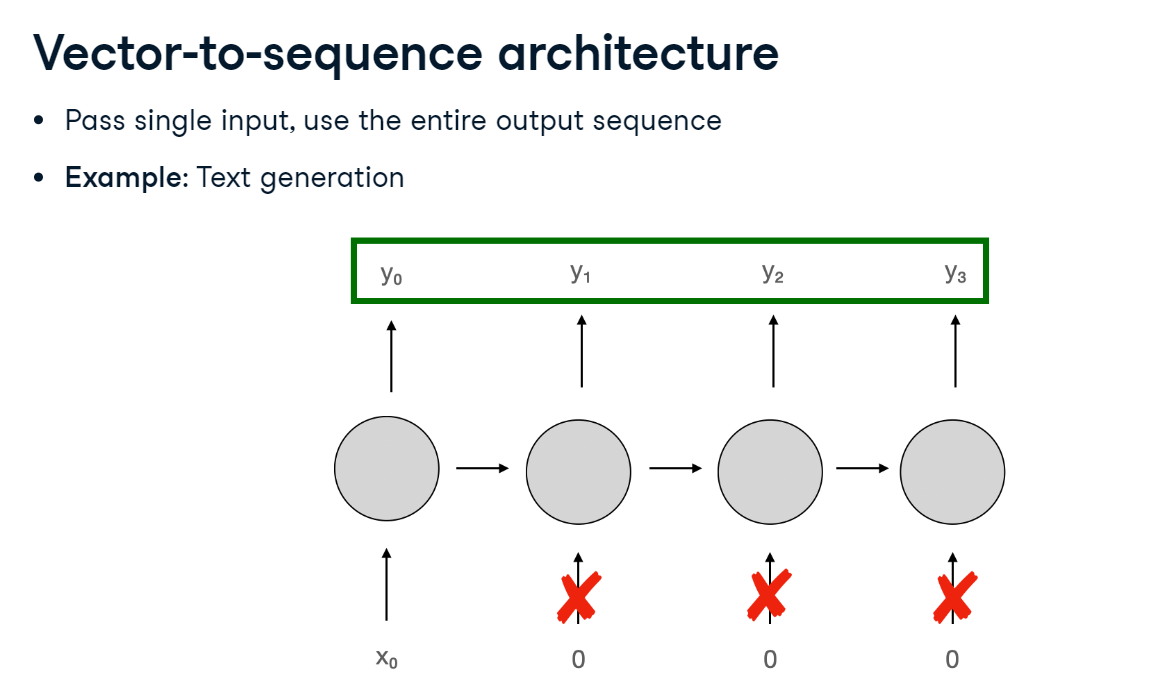 Vector-to-sequence architecture
• Pass single input, use the entire output sequence
• Example: Text generation
y₀ y₁ y₂ y₃
x₀ 0 0 0